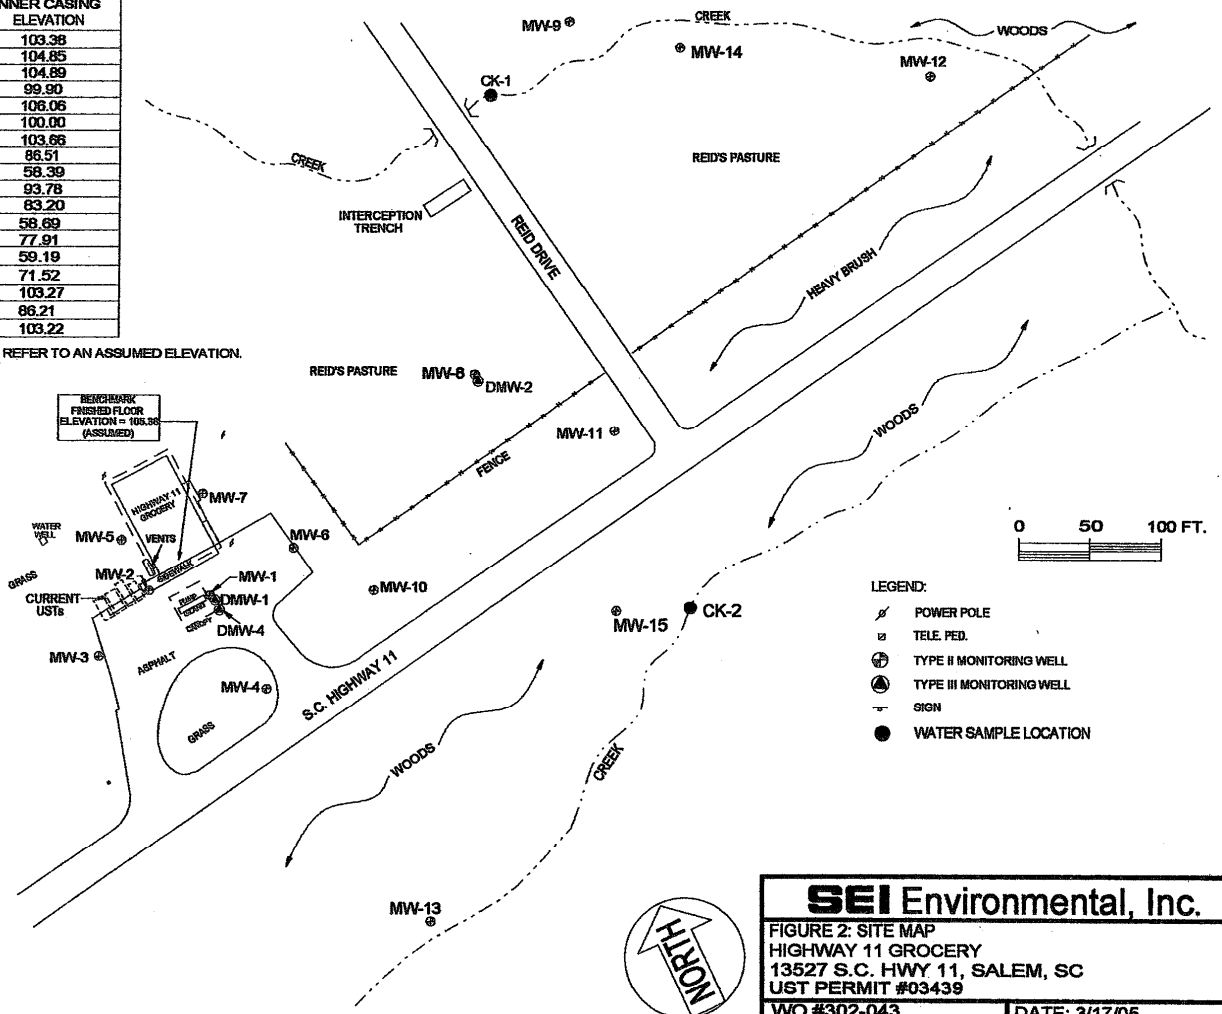 NNER CASING
ELEVATION
103.38
104.85
104.89
99.90
106.06
100.00
103.66
86.51
58.39
93.78
83.20
58.69
77.91
59.19
71.52
103.27
86.21
103.22
REFER TO AN ASSUMED ELEVATION.
MW-9
CREEK
WOODS
MW-14
MW-12
CK-1
CREEK
REID'S PASTURE
INTERCEPTION
TRENCH
REID DRIVE
HEAVY BRUSH
REID'S PASTURE
MW-8
DMW-2
BENCHMARK
FINISHED FLOOR
ELEVATION = 105.38
(ASSUMED)
MW-11
WOODS
FENCE
HIGHWAY 11
GROCERY
MW-7
WATER
WELL
MW-5
VENTS
MW-6
SIDEWALK
GRASS
MW-2
MW-1
MW-10
CURRENT
USTs
PUMP
ISLAND
DMW-1
CANOPY
DMW-4
MW-3
ASPHALT
MW-4
GRASS
S.C. HIGHWAY 11
MW-15
CK-2
WOODS
CREEK
MW-13
0 50 100 FT.
LEGEND:
POWER POLE
TELE. PED.
TYPE II MONITORING WELL
TYPE III MONITORING WELL
SIGN
WATER SAMPLE LOCATION
NORTH
SEI Environmental, Inc.
FIGURE 2: SITE MAP
HIGHWAY 11 GROCERY
13527 S.C. HWY 11, SALEM, SC
UST PERMIT #03439
WO #302-043
DATE: 3/17/05